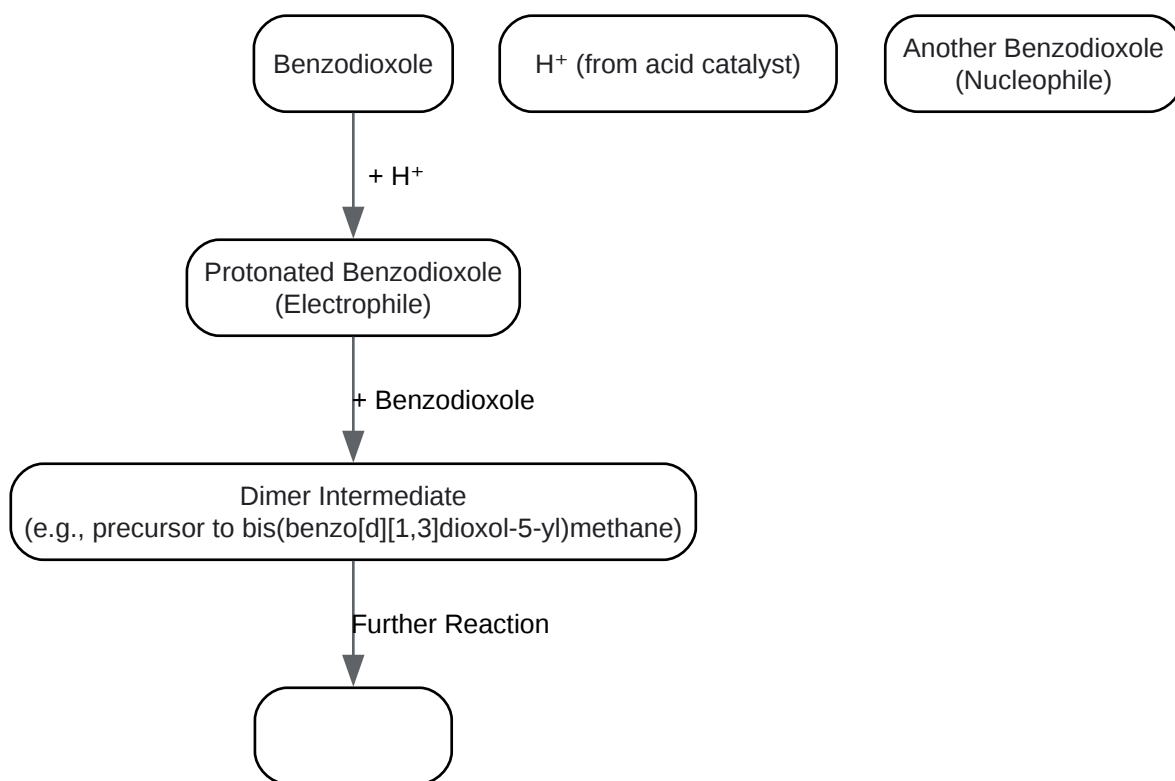 Benzodioxole
H⁺ (from acid catalyst)
Another Benzodioxole
(Nucleophile)
+ H⁺
Protonated Benzodioxole
(Electrophile)
+ Benzodioxole
Dimer Intermediate
(e.g., precursor to bis(benzo[d][1,3]dioxol-5-yl)methane)
Further Reaction